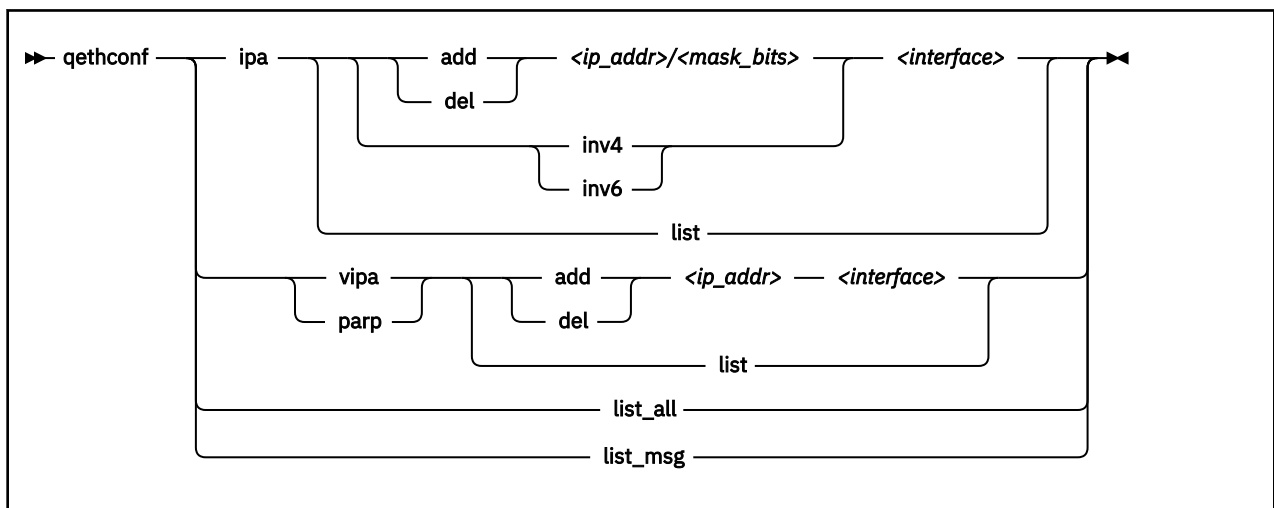 qethconf ipa add <ip_addr>/<mask_bits> <interface>
del
inv4
inv6
list
vipa add <ip_addr> <interface>
parp del
list
list_all
list_msg